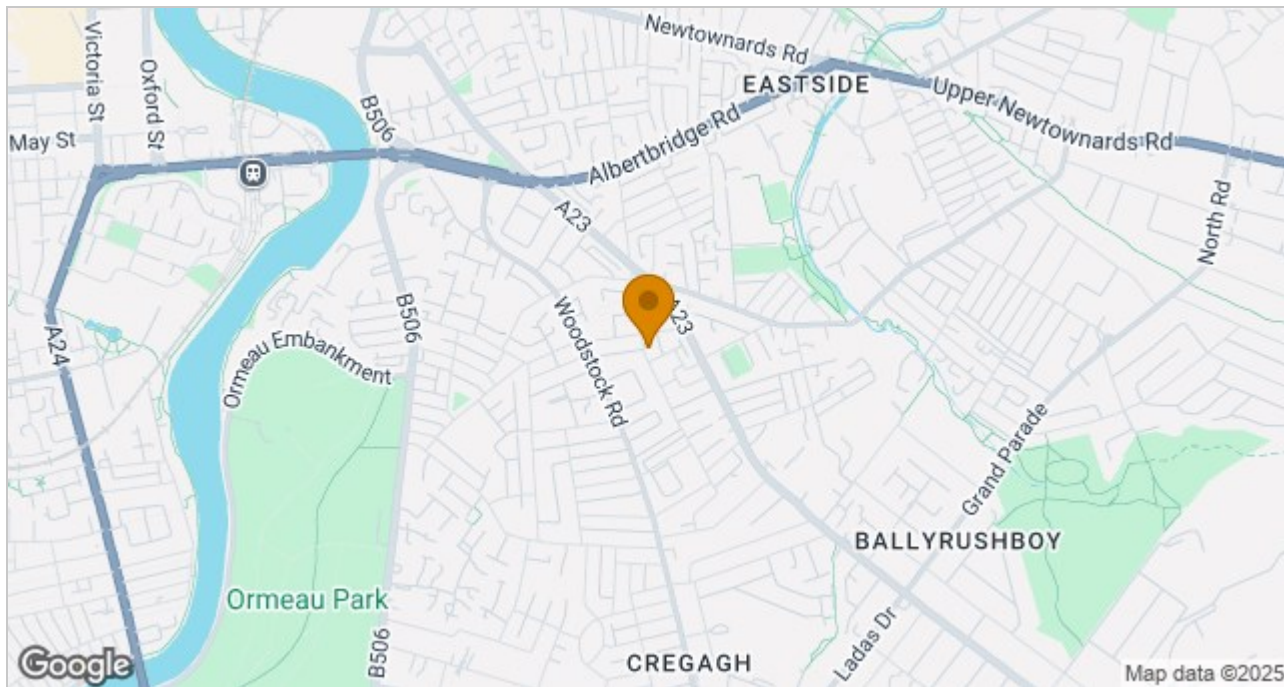 Victoria St
Oxford St
May St
B506
Newtownards Rd
EASTSIDE
Upper Newtownards Rd
Albertbridge Rd
A23
North Rd
A24
B506
A23
Woodstock Rd
Ormeau Embankment
Grand Parade
BALLYRUSHBOY
Ormeau Park
B506
CREGAGH
Ladas Dr
Google
Map data ©2025